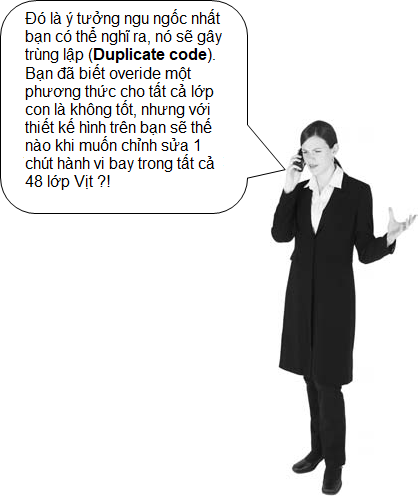 Đó là ý tưởng ngu ngốc nhất
bạn có thể nghĩ ra, nó sẽ gây
trùng lập (Duplicate code).
Bạn đã biết overide một
phương thức cho tất cả lớp
con là không tốt, nhưng với
thiết kế hình trên bạn sẽ thế
nào khi muốn chỉnh sửa 1
chút hành vi bay trong tất cả
48 lớp Vịt ?!